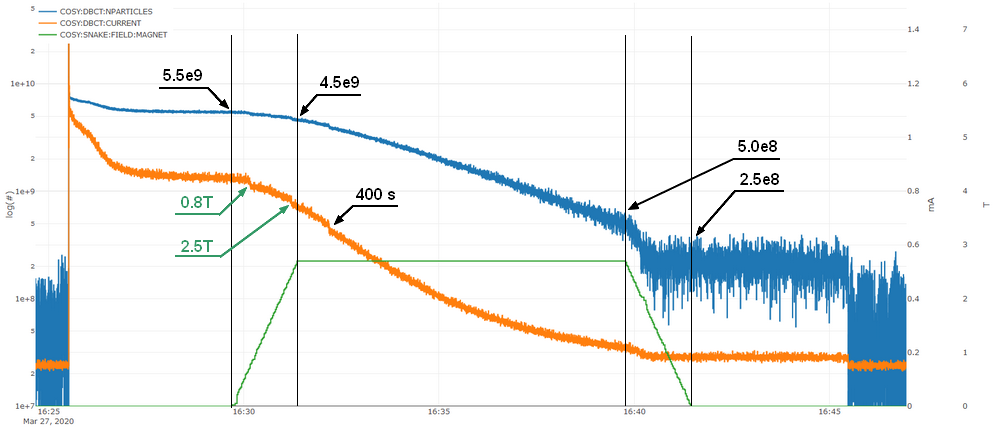 COSY:DBCT:NPARTICLES
COSY:DBCT:CURRENT
COSY:SNAKE:FIELD:MAGNET
5
2
1e+10
5
2
1e+9
5
2
1e+8
5
2
1e+7
log(#)
5.5e9
4.5e9
0.8T
2.5T
400 s
5.0e8
2.5e8
1.4
1.2
1
0.8
0.6
0.4
0.2
0
mA
7
6
5
4
3
2
1
0
T
16:25
16:30
16:35
16:40
16:45
Mar 27, 2020